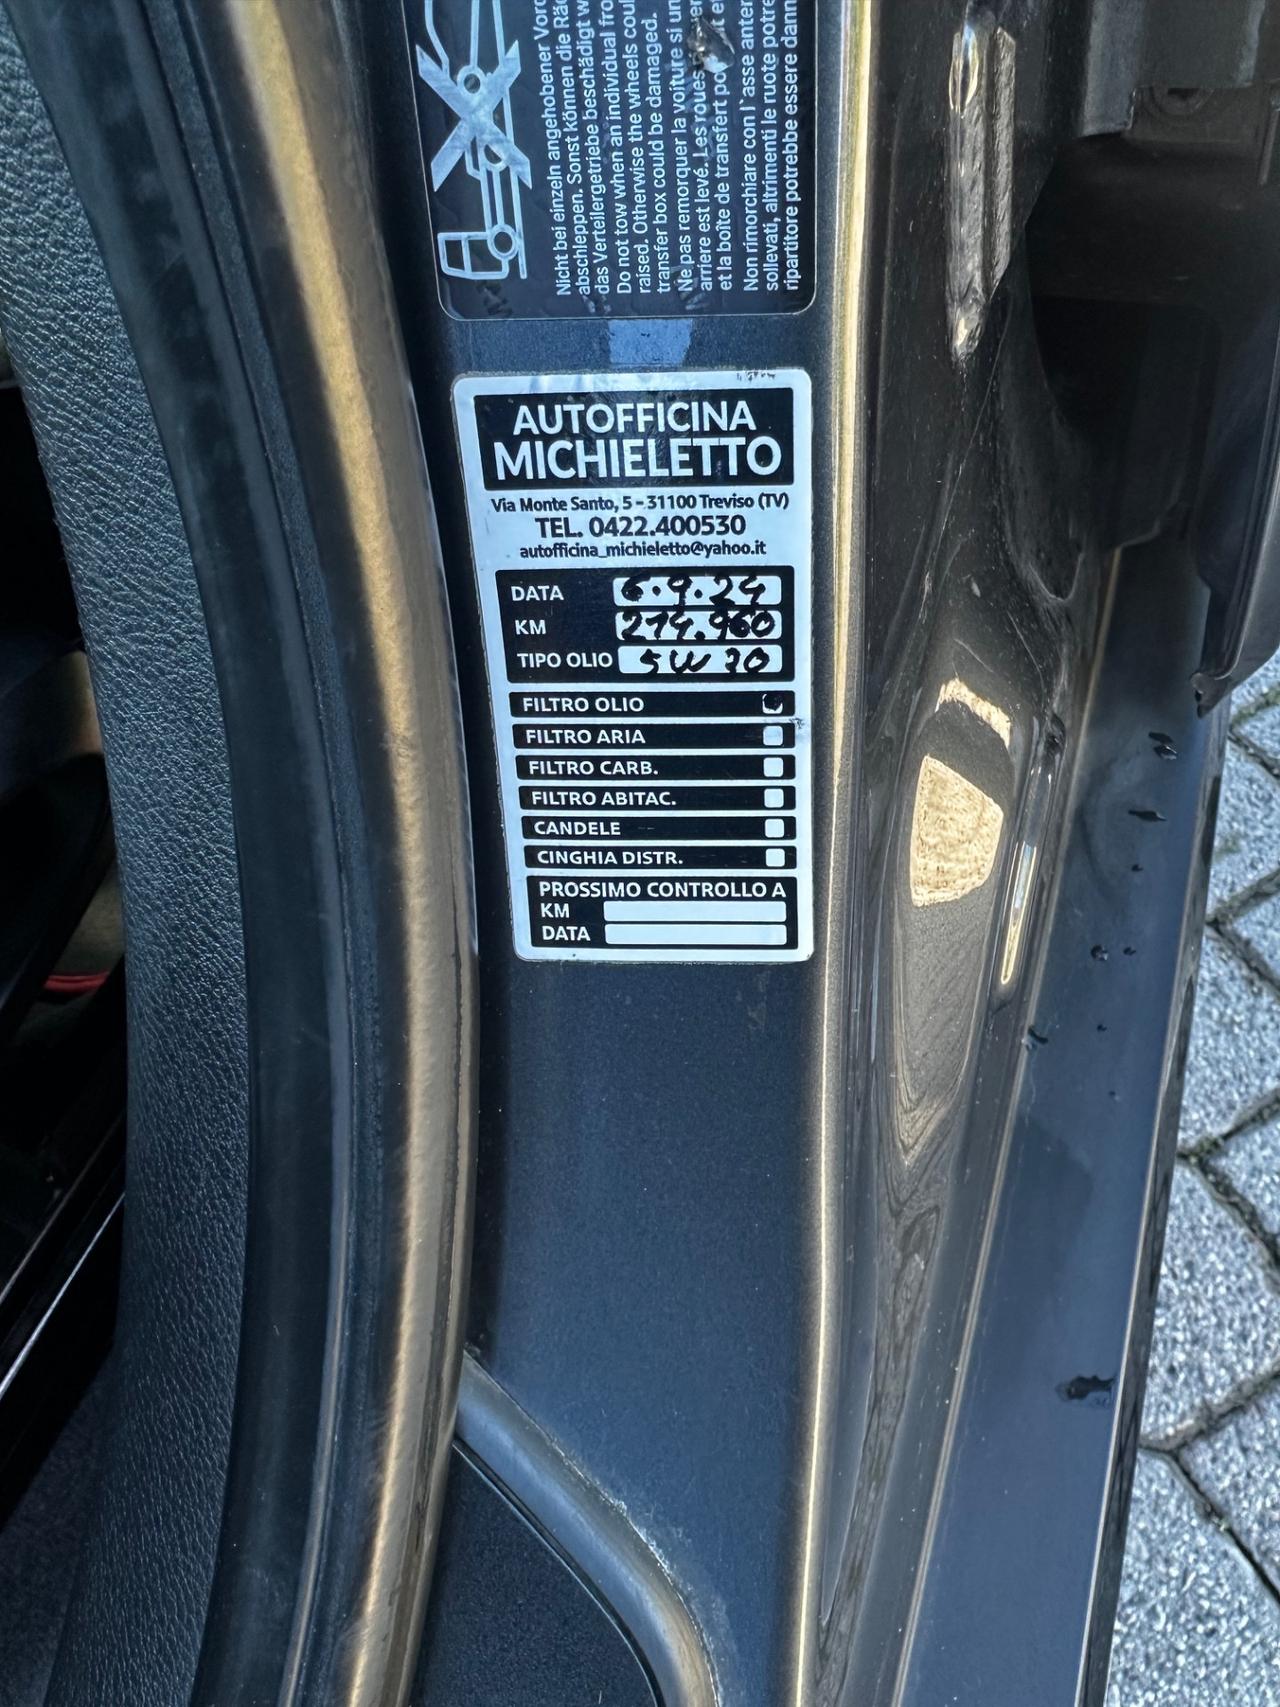 Nicht bei einzeln angehobener Vord
abschleppen. Sonst können die Räd
das Verteilergetriebe beschädigt w
Do not tow when an individual fro
raised. Otherwise the wheels coul
transfer box could be damaged.
Ne pas remorquer la voiture si un
arrière est levé. Les roues
et la boîte de transfert
Non rimorchiare con l`asse anter
sollevati, altrimenti le ruote potre
ripartitore potrebbe essere dann
AUTOFFICINA
MICHIELETTO
Via Monte Santo, 5 - 31100 Treviso (TV)
TEL. 0422.400530
autofficina_michieletto@yahoo.it
DATA 6.9.24
KM 214.960
TIPO OLIO 5W30
FILTRO OLIO
FILTRO ARIA
FILTRO CARB.
FILTRO ABITAC.
CANDELE
CINGHIA DISTR.
PROSSIMO CONTROLLO A
KM
DATA